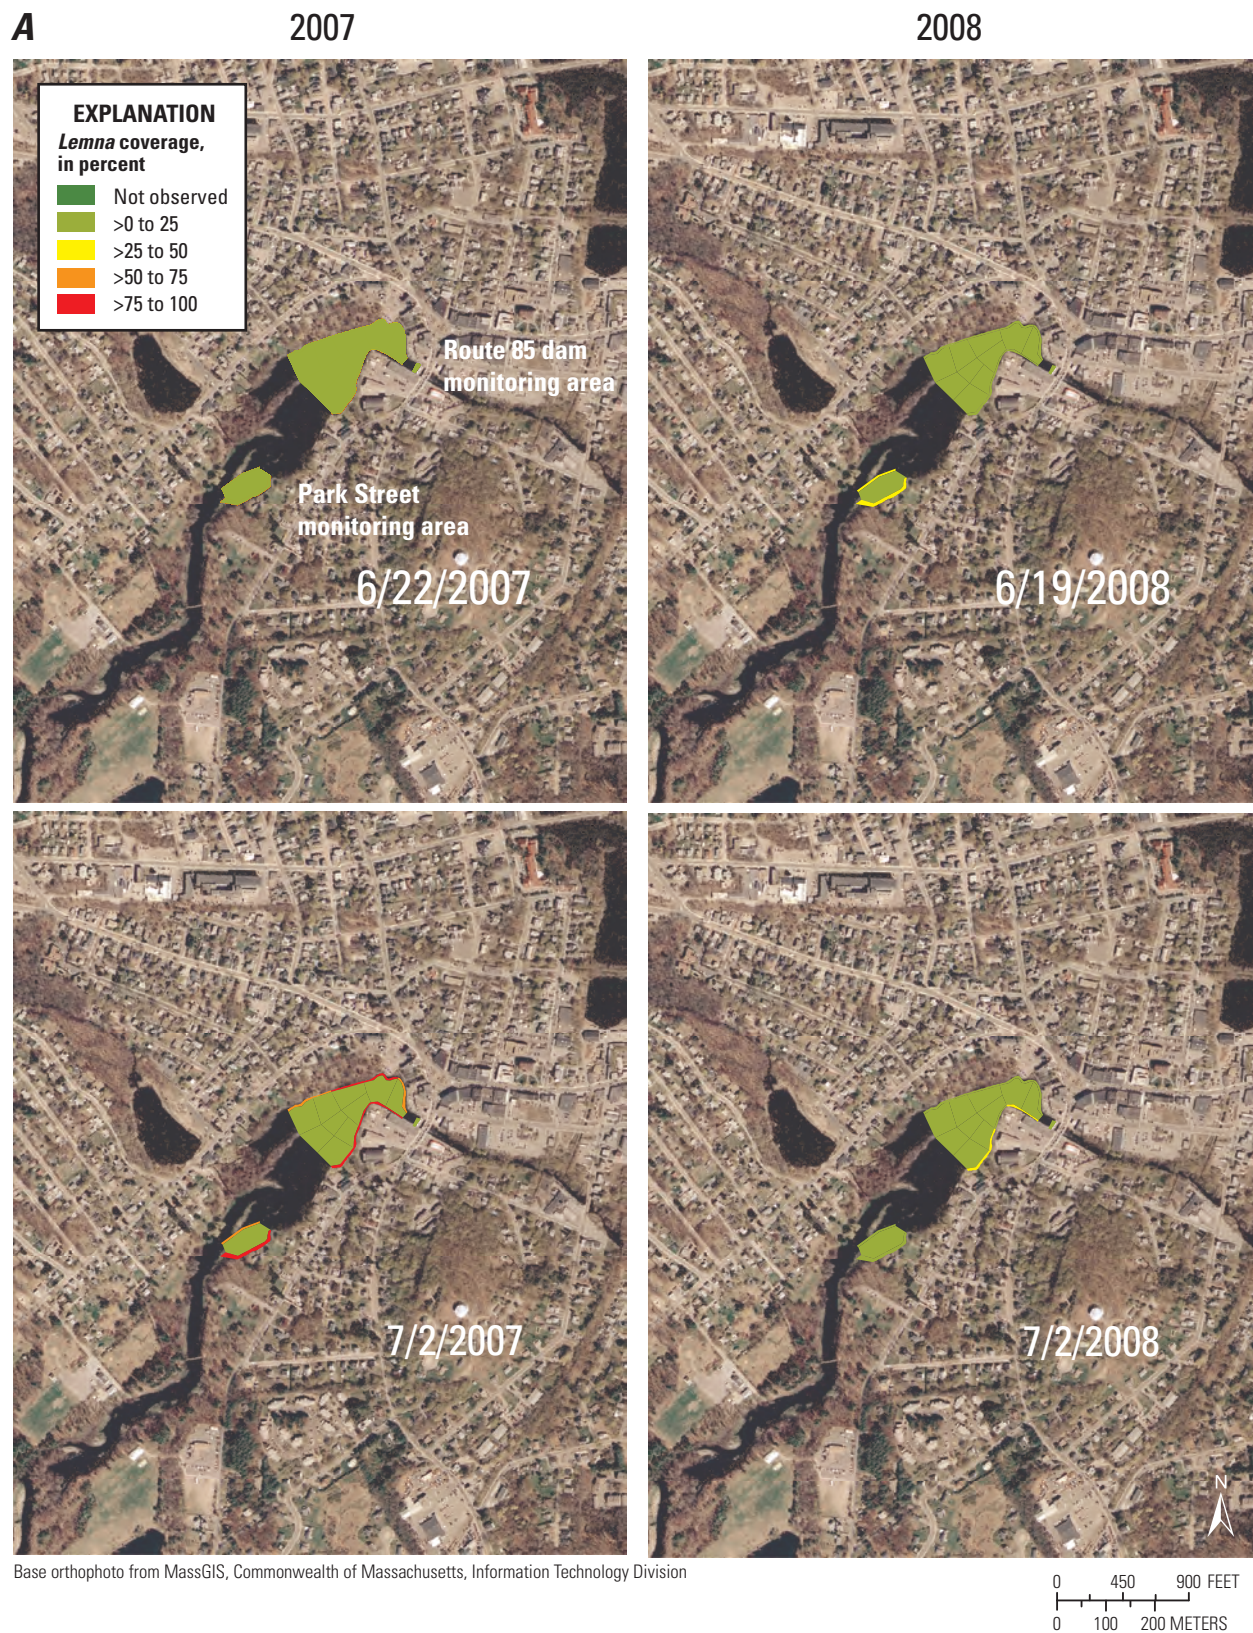 A
2007
2008
EXPLANATION
Lemna coverage,
in percent
Not observed
>0 to 25
>25 to 50
>50 to 75
>75 to 100
Route 85 dam
monitoring area
Park Street
monitoring area
6/22/2007
6/19/2008
7/2/2007
7/2/2008
N
Base orthophoto from MassGIS, Commonwealth of Massachusetts, Information Technology Division
0 450 900 FEET
0 100 200 METERS